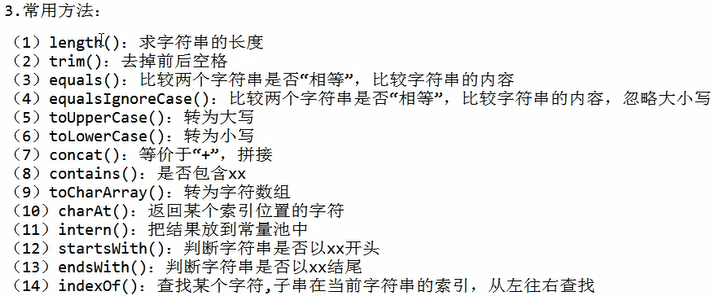 3.常用方法：
（1）length()：求字符串的长度
（2）trim()：去掉前后空格
（3）equals()：比较两个字符串是否“相等”，比较字符串的内容
（4）equalsIgnoreCase()：比较两个字符串是否“相等”，比较字符串的内容，忽略大小写
（5）toUpperCase()：转为大写
（6）toLowerCase()：转为小写
（7）concat()：等价于“+”，拼接
（8）contains()：是否包含xx
（9）toCharArray()：转为字符数组
（10）charAt()：返回某个索引位置的字符
（11）intern()：把结果放到常量池中
（12）startsWith()：判断字符串是否以xx开头
（13）endsWith()：判断字符串是否以xx结尾
（14）indexOf()：查找某个字符,子串在当前字符串的索引，从左往右查找